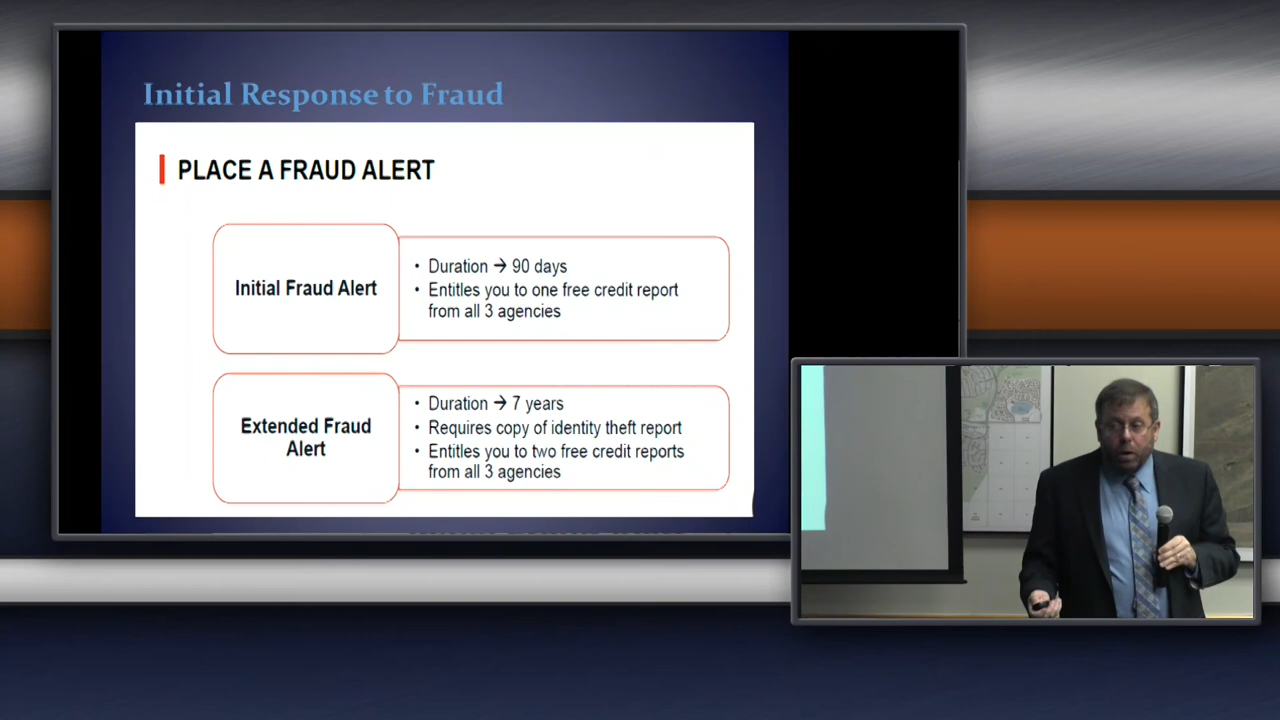 Initial Response to Fraud
PLACE A FRAUD ALERT
Initial Fraud Alert
• Duration → 90 days
• Entitles you to one free credit report
from all 3 agencies
Extended Fraud
Alert
• Duration → 7 years
• Requires copy of identity theft report
• Entitles you to two free credit reports
from all 3 agencies